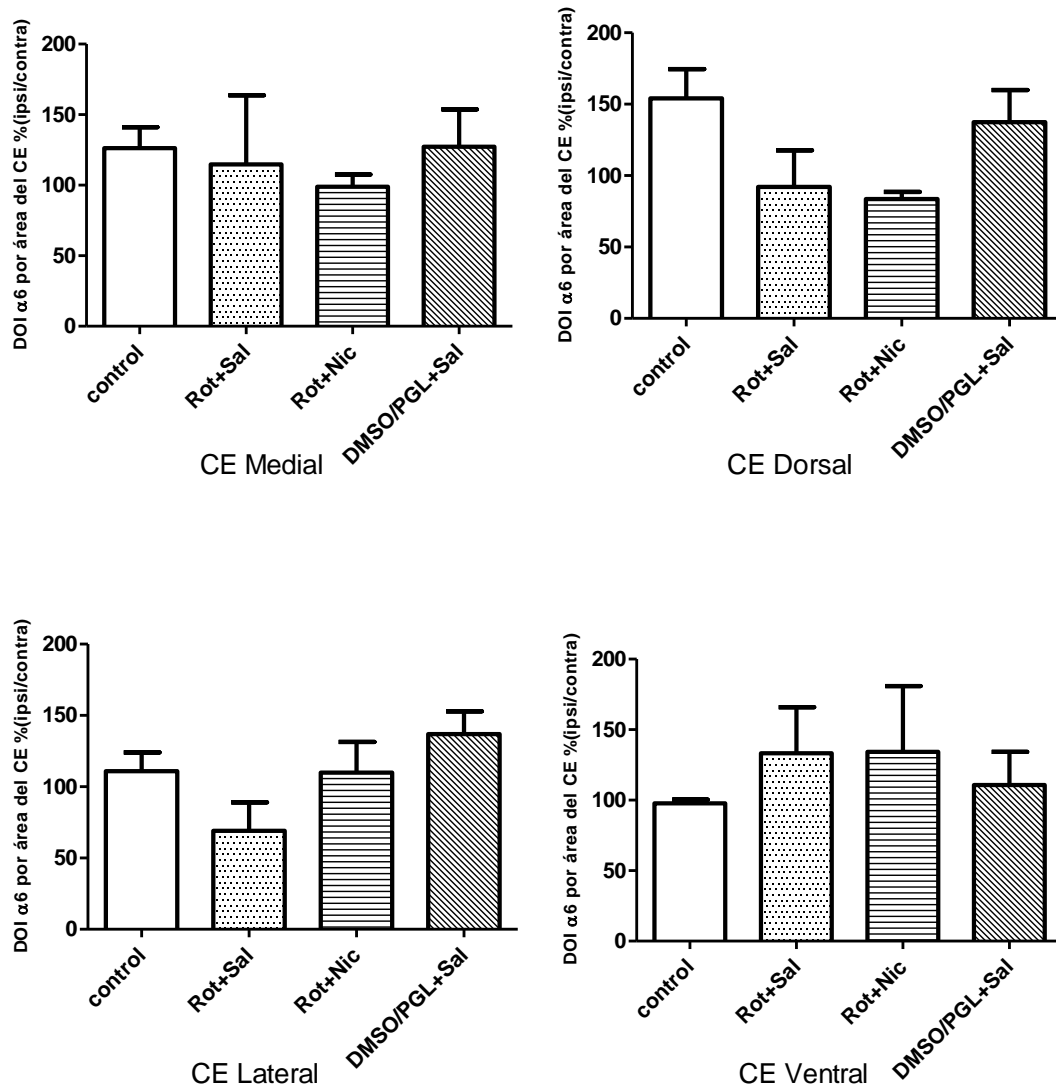 DOI α6 por área del CE %(ipsi/contra)
200
150
100
50
0
control
Rot+Sal
Rot+Nic
DMSO/PGL+Sal
CE Medial
DOI α6 por área del CE %(ipsi/contra)
200
150
100
50
0
control
Rot+Sal
Rot+Nic
DMSO/PGL+Sal
CE Dorsal
DOI α6 por área del CE %(ipsi/contra)
200
150
100
50
0
control
Rot+Sal
Rot+Nic
DMSO/PGL+Sal
CE Lateral
DOI α6 por área del CE %(ipsi/contra)
200
150
100
50
0
control
Rot+Sal
Rot+Nic
DMSO/PGL+Sal
CE Ventral